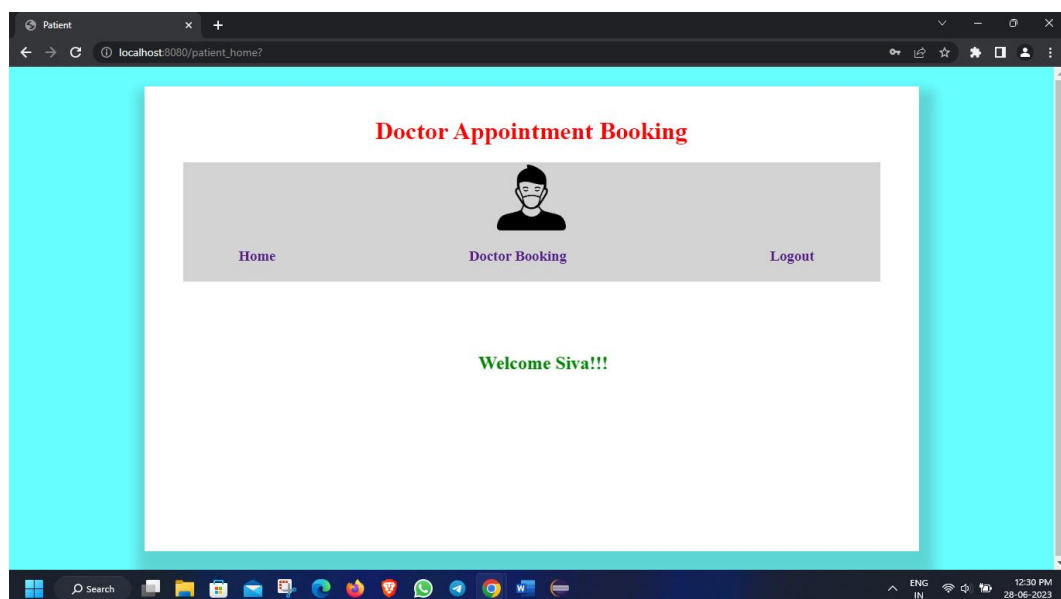 Patient
localhost:8080/patient_home?
Doctor Appointment Booking
Home Doctor Booking Logout
Welcome Siva!!!
Search
ENG
IN
12:30 PM
28-06-2023